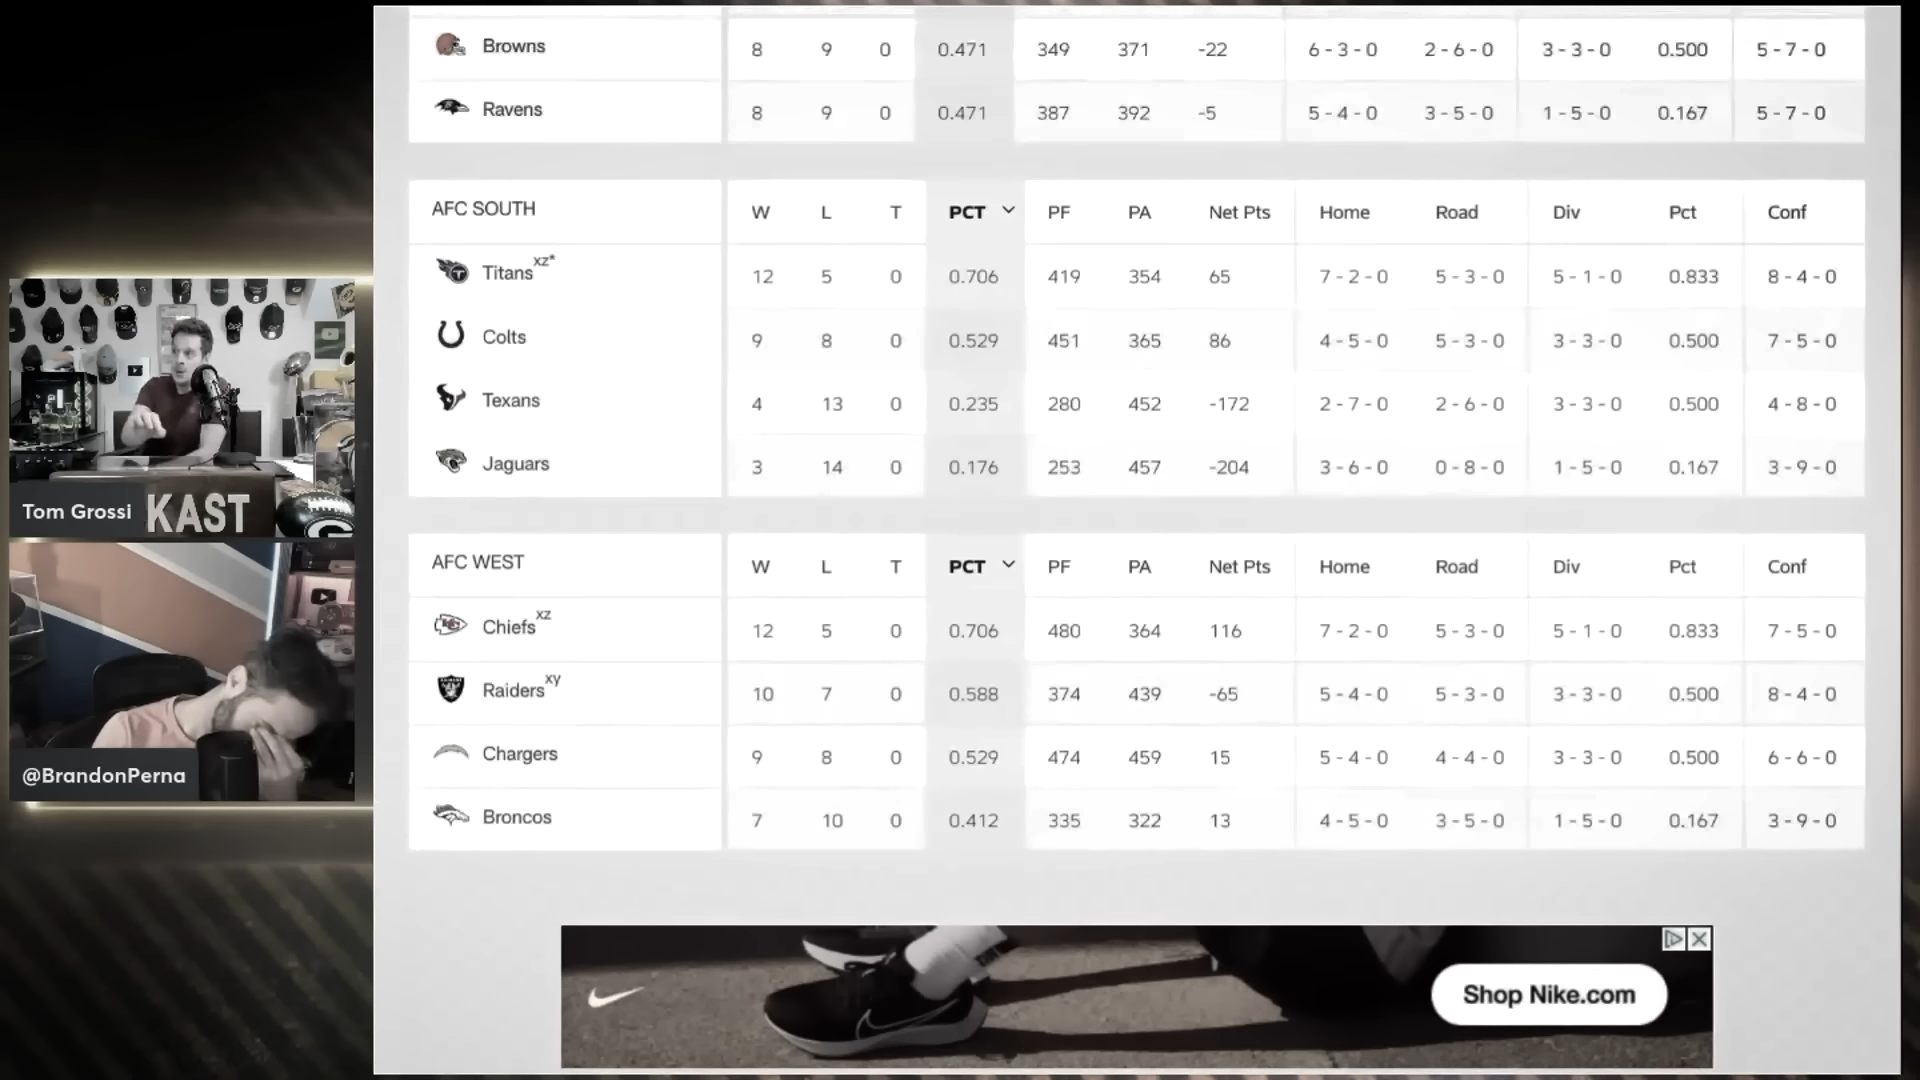 Browns 8 9 0 0.471 349 371 -22 6 - 3 - 0 2 - 6 - 0 3 - 3 - 0 0.500 5 - 7 - 0
Ravens 8 9 0 0.471 387 392 -5 5 - 4 - 0 3 - 5 - 0 1 - 5 - 0 0.167 5 - 7 - 0
AFC SOUTH W L T PCT PF PA Net Pts Home Road Div Pct Conf
Titans xz* 12 5 0 0.706 419 354 65 7 - 2 - 0 5 - 3 - 0 5 - 1 - 0 0.833 8 - 4 - 0
Colts 9 8 0 0.529 451 365 86 4 - 5 - 0 5 - 3 - 0 3 - 3 - 0 0.500 7 - 5 - 0
Texans 4 13 0 0.235 280 452 -172 2 - 7 - 0 2 - 6 - 0 3 - 3 - 0 0.500 4 - 8 - 0
Jaguars 3 14 0 0.176 253 457 -204 3 - 6 - 0 0 - 8 - 0 1 - 5 - 0 0.167 3 - 9 - 0
AFC WEST W L T PCT PF PA Net Pts Home Road Div Pct Conf
Chiefs xz 12 5 0 0.706 480 364 116 7 - 2 - 0 5 - 3 - 0 5 - 1 - 0 0.833 7 - 5 - 0
Raiders xy 10 7 0 0.588 374 439 -65 5 - 4 - 0 5 - 3 - 0 3 - 3 - 0 0.500 8 - 4 - 0
Chargers 9 8 0 0.529 474 459 15 5 - 4 - 0 4 - 4 - 0 3 - 3 - 0 0.500 6 - 6 - 0
Broncos 7 10 0 0.412 335 322 13 4 - 5 - 0 3 - 5 - 0 1 - 5 - 0 0.167 3 - 9 - 0
Shop Nike.com
Tom Grossi
KAST
@BrandonPerna